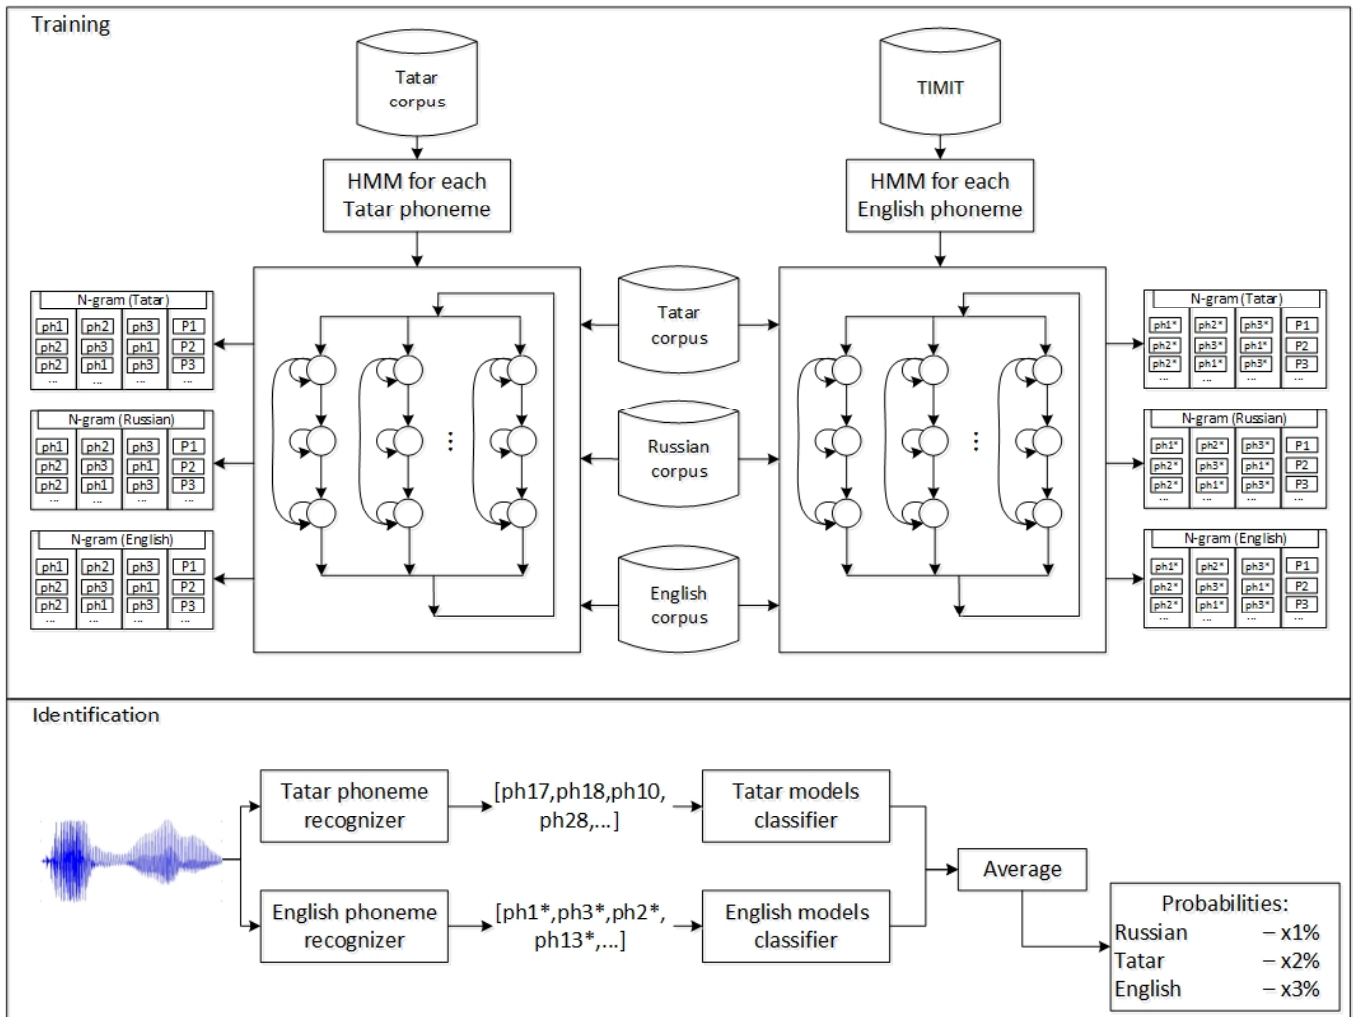 Training
Tatar
corpus
TIMIT
HMM for each
Tatar phoneme
HMM for each
English phoneme
N-gram (Tatar)
ph1 ph2 ph3 P1
ph2 ph3 ph1 P2
ph2 ph1 ph3 P3
... ... ... ...
N-gram (Russian)
ph1 ph2 ph3 P1
ph2 ph3 ph1 P2
ph2 ph1 ph3 P3
... ... ... ...
N-gram (English)
ph1 ph2 ph3 P1
ph2 ph3 ph1 P2
ph2 ph1 ph3 P3
... ... ... ...
...
Tatar
corpus
Russian
corpus
English
corpus
...
N-gram (Tatar)
ph1* ph2* ph3* P1
ph2* ph3* ph1* P2
ph2* ph1* ph3* P3
... ... ... ...
N-gram (Russian)
ph1* ph2* ph3* P1
ph2* ph3* ph1* P2
ph2* ph1* ph3* P3
... ... ... ...
N-gram (English)
ph1* ph2* ph3* P1
ph2* ph3* ph1* P2
ph2* ph1* ph3* P3
... ... ... ...
Identification
Tatar phoneme
recognizer
[ph17,ph18,ph10,
ph28,...]
Tatar models
classifier
English phoneme
recognizer
[ph1*,ph3*,ph2*,
ph13*,...]
English models
classifier
Average
Probabilities:
Russian – x1%
Tatar – x2%
English – x3%